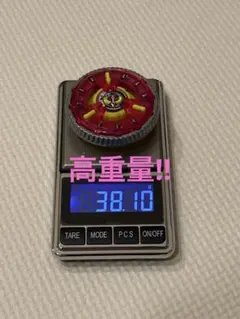 高重量!!
38.10
TARE MODE PCS ON/OFF